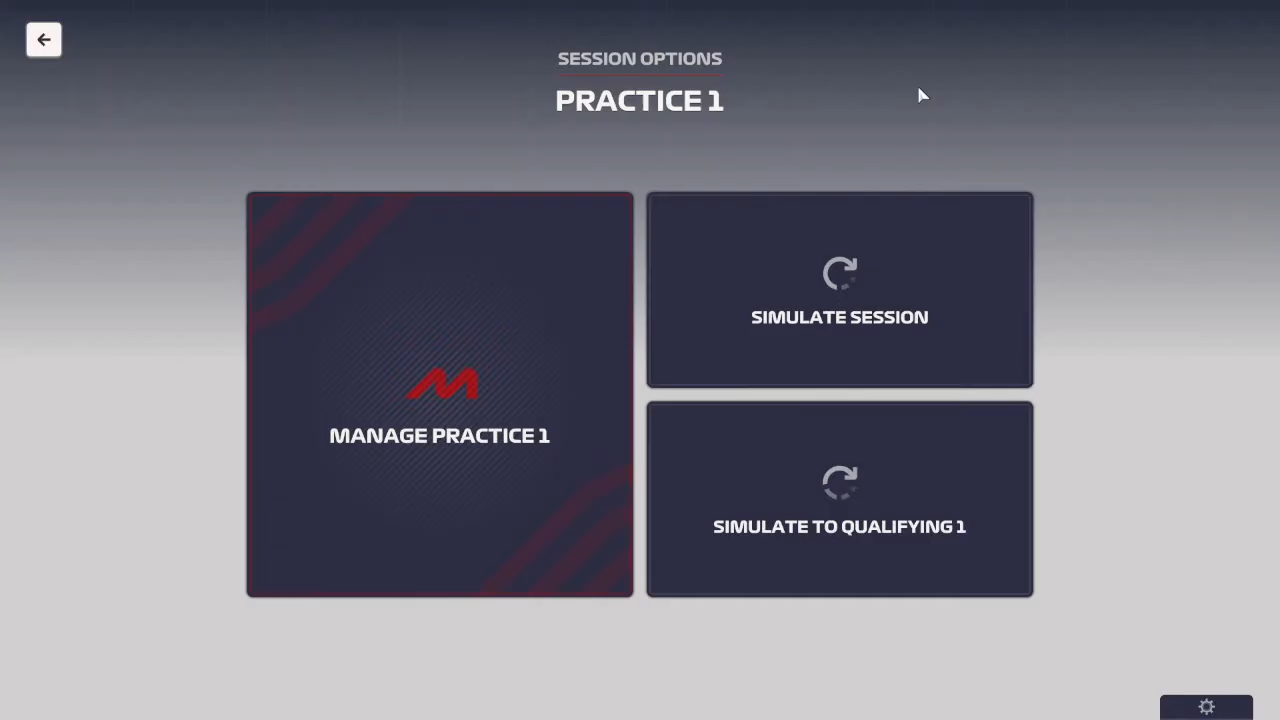 SESSION OPTIONS
PRACTICE 1
MANAGE PRACTICE 1
SIMULATE SESSION
SIMULATE TO QUALIFYING 1